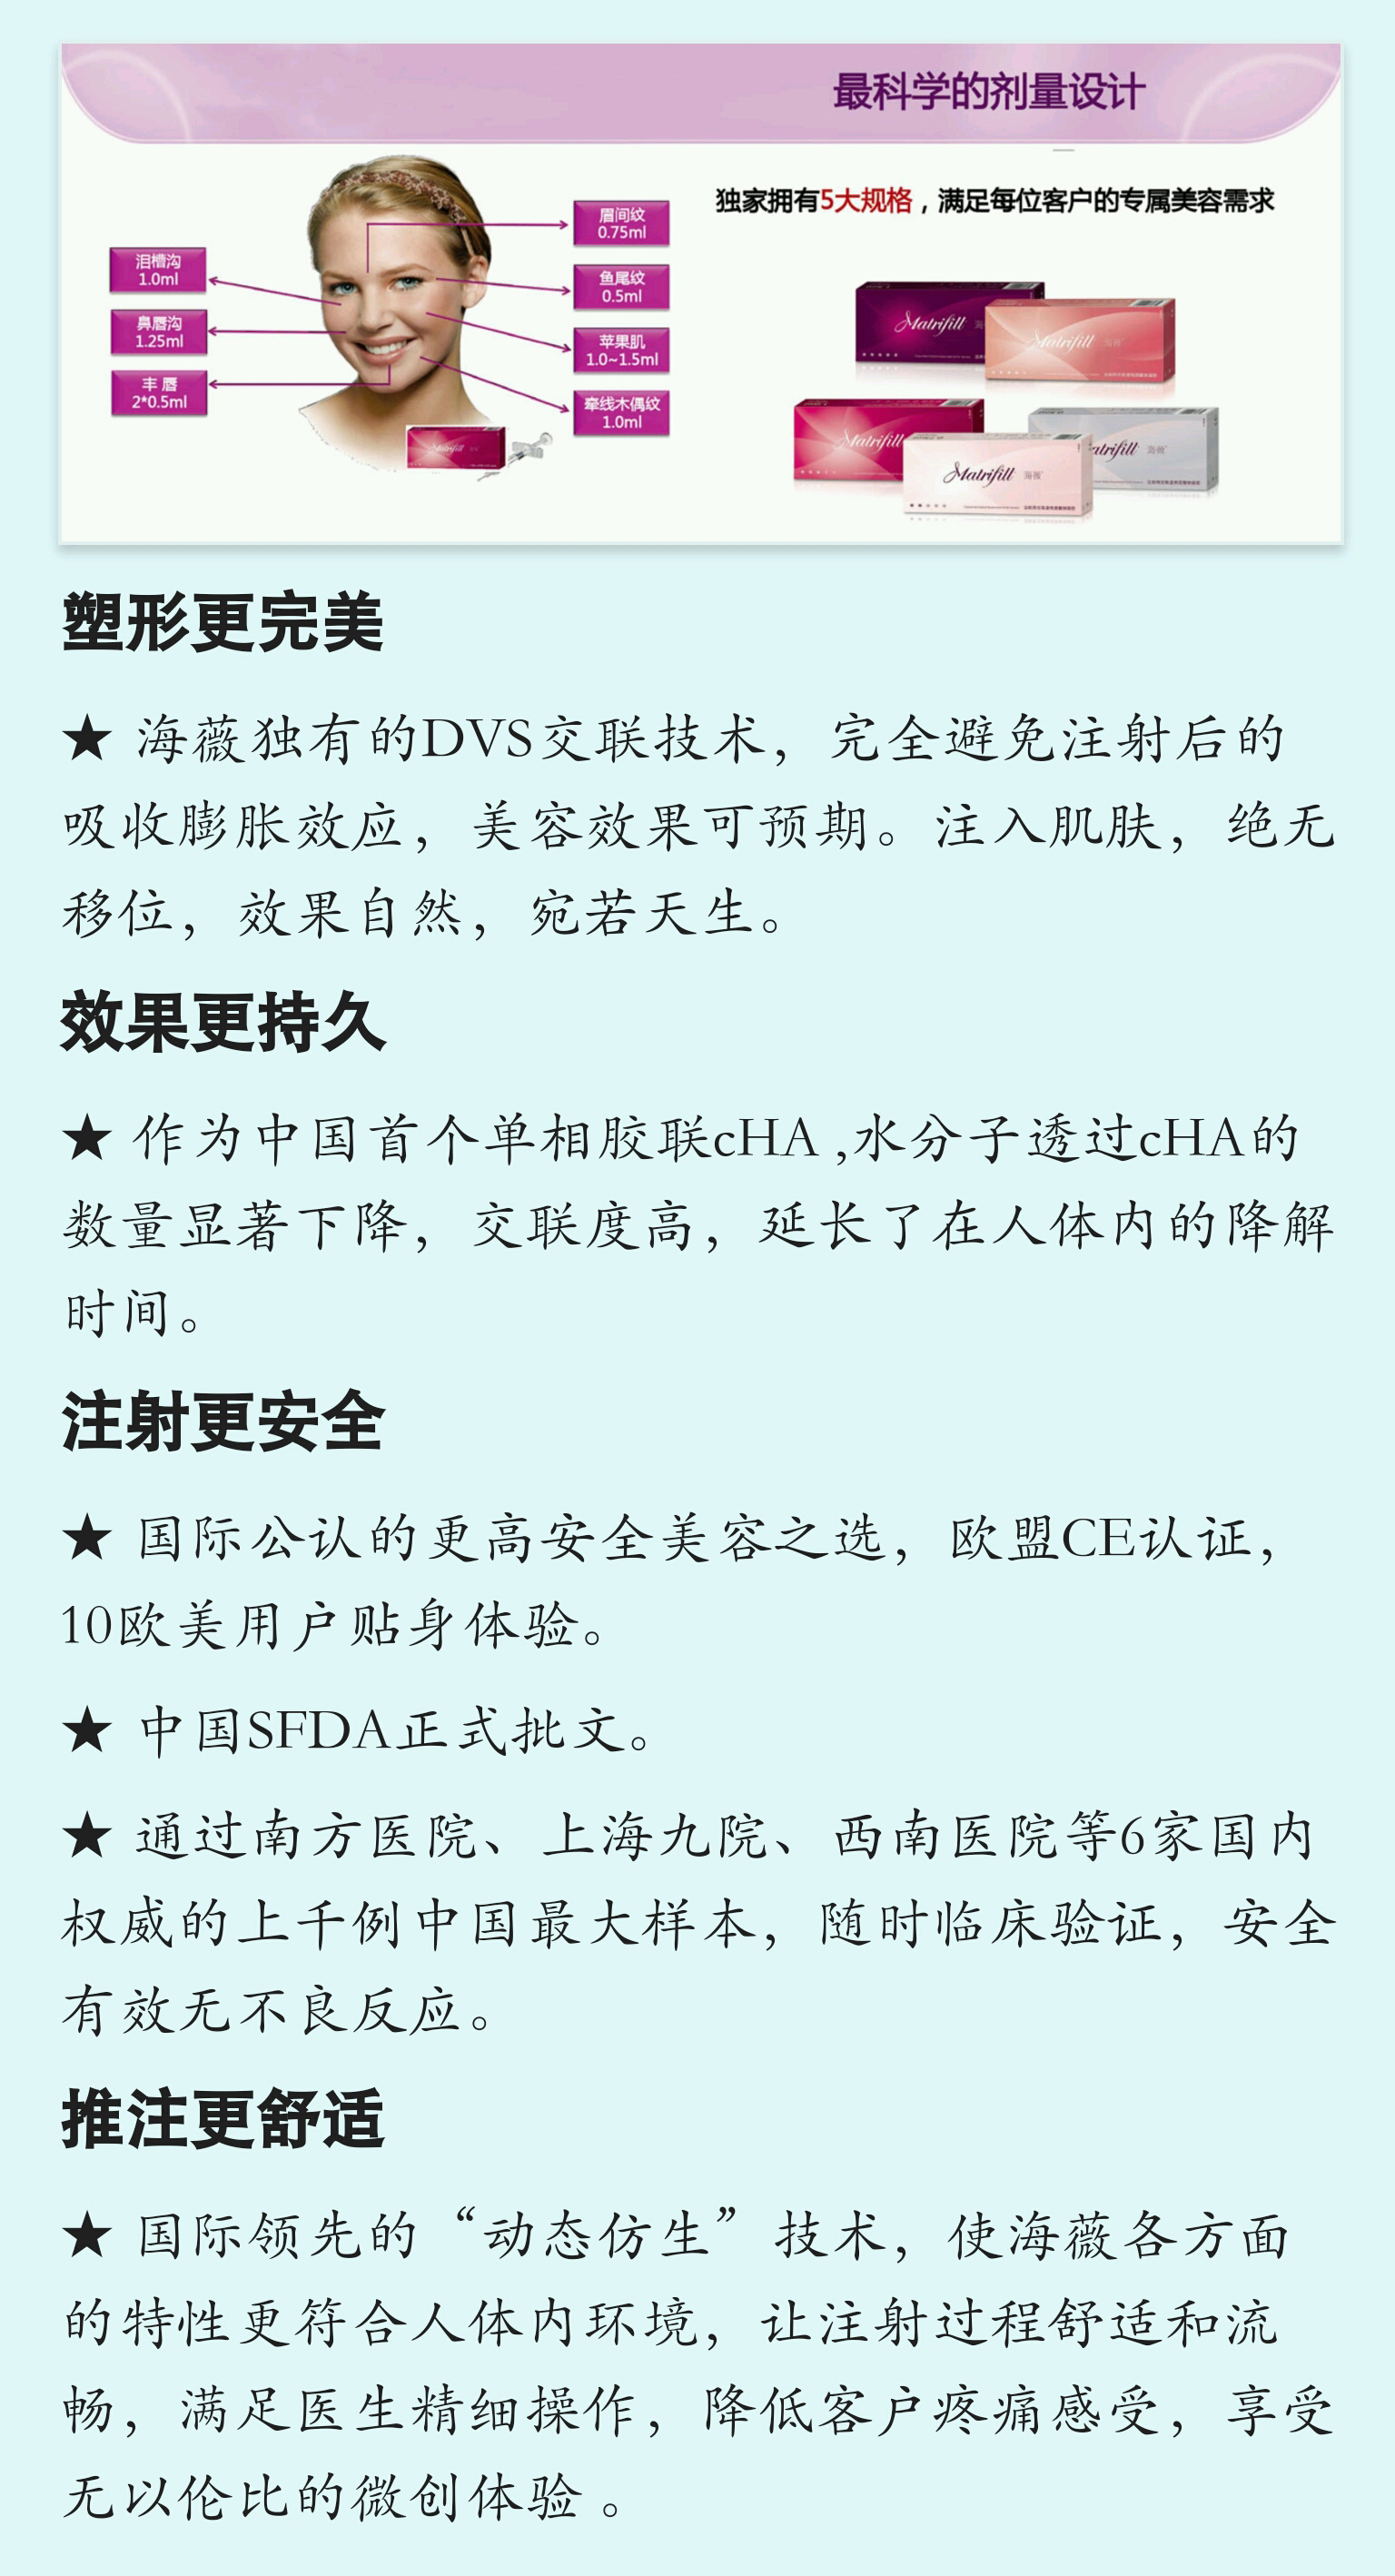 最科学的剂量设计
独家拥有5大规格，满足每位客户的专属美容需求
泪槽沟
1.0ml
鼻唇沟
1.25ml
丰 唇
2*0.5ml
眉间纹
0.75ml
鱼尾纹
0.5ml
苹果肌
1.0~1.5ml
牵线木偶纹
1.0ml
Matrifill
Matrifill 海
Matrifill 海薇
Matrifill
Matrifill 海薇
atrifill 海薇
塑形更完美
★ 海薇独有的DVS交联技术，完全避免注射后的
吸收膨胀效应，美容效果可预期。注入肌肤，绝无
移位，效果自然，宛若天生。
效果更持久
★ 作为中国首个单相胶联cHA ,水分子透过cHA的
数量显著下降，交联度高，延长了在人体内的降解
时间。
注射更安全
★ 国际公认的更高安全美容之选，欧盟CE认证，
10欧美用户贴身体验。
★ 中国SFDA正式批文。
★ 通过南方医院、上海九院、西南医院等6家国内
权威的上千例中国最大样本，随时临床验证，安全
有效无不良反应。
推注更舒适
★ 国际领先的“动态仿生”技术，使海薇各方面
的特性更符合人体内环境，让注射过程舒适和流
畅，满足医生精细操作，降低客户疼痛感受，享受
无以伦比的微创体验 。